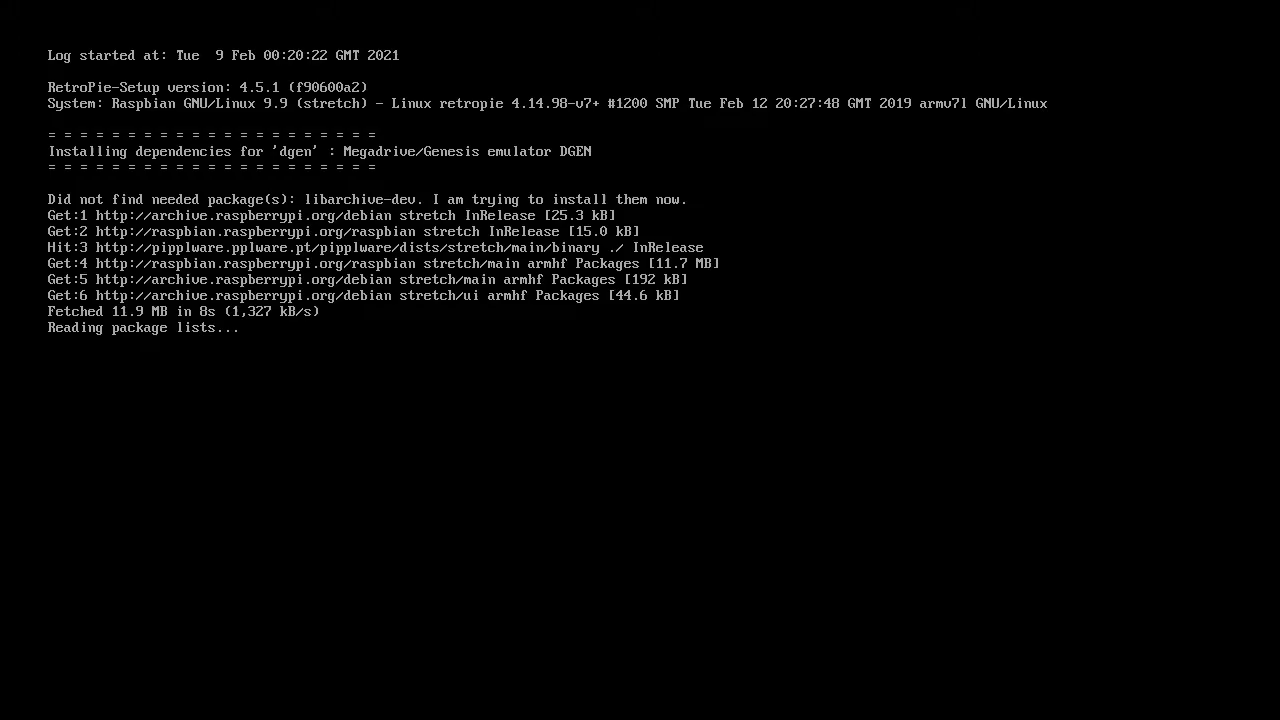 Log started at: Tue  9 Feb 00:20:22 GMT 2021
RetroPie-Setup version: 4.5.1 (f90600a2)
System: Raspbian GNU/Linux 9.9 (stretch) - Linux retropie 4.14.98-v7+ #1200 SMP Tue Feb 12 20:27:48 GMT 2019 armv7l GNU/Linux
= = = = = = = = = = = = = = = = = = = = =
Installing dependencies for 'dgen' : Megadrive/Genesis emulator DGEN
= = = = = = = = = = = = = = = = = = = = =
Did not find needed package(s): libarchive-dev. I am trying to install them now.
Get:1 http://archive.raspberrypi.org/debian stretch InRelease [25.3 kB]
Get:2 http://raspbian.raspberrypi.org/raspbian stretch InRelease [15.0 kB]
Hit:3 http://pipplware.pplware.pt/pipplware/dists/stretch/main/binary ./ InRelease
Get:4 http://raspbian.raspberrypi.org/raspbian stretch/main armhf Packages [11.7 MB]
Get:5 http://archive.raspberrypi.org/debian stretch/main armhf Packages [192 kB]
Get:6 http://archive.raspberrypi.org/debian stretch/ui armhf Packages [44.6 kB]
Fetched 11.9 MB in 8s (1,327 kB/s)
Reading package lists...